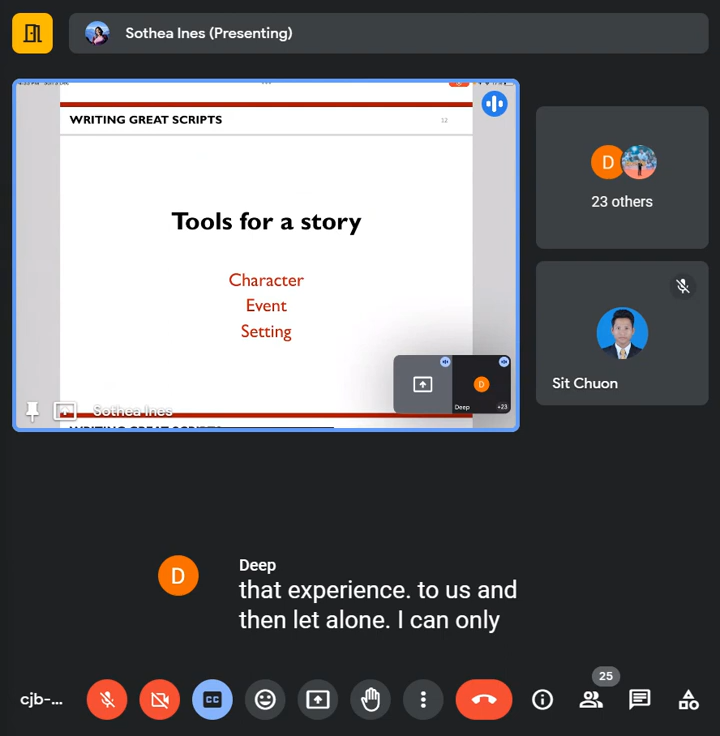 Sothea Ines (Presenting)
WRITING GREAT SCRIPTS
12
Tools for a story
Character
Event
Setting
Deep
+23
Sothea Ines
D
23 others
Sit Chuon
D
Deep
that experience. to us and
then let alone. I can only
cjb-...
CC
25